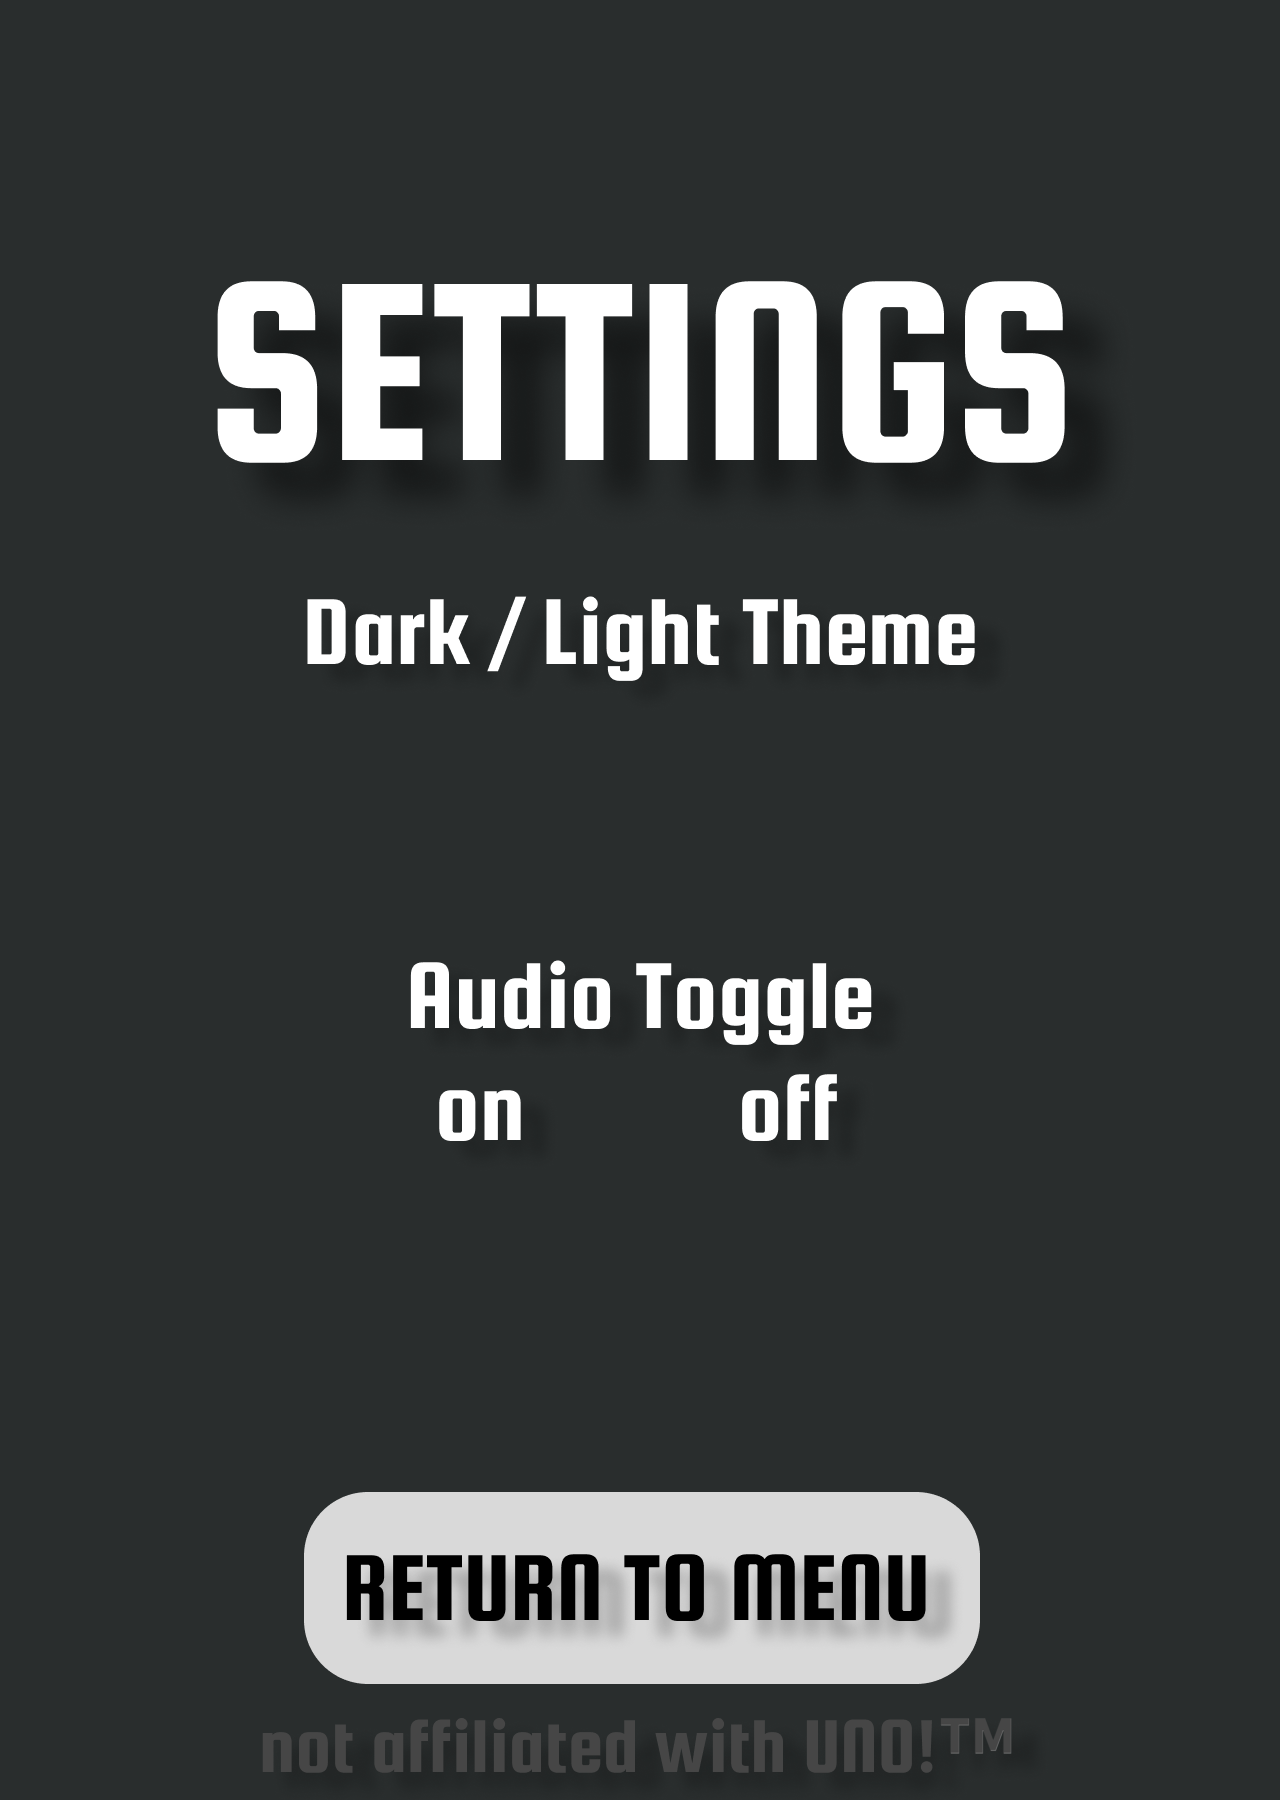 SETTINGS
Dark / Light Theme
Audio Toggle
on off
RETURN TO MENU
not affiliated with UNO!™